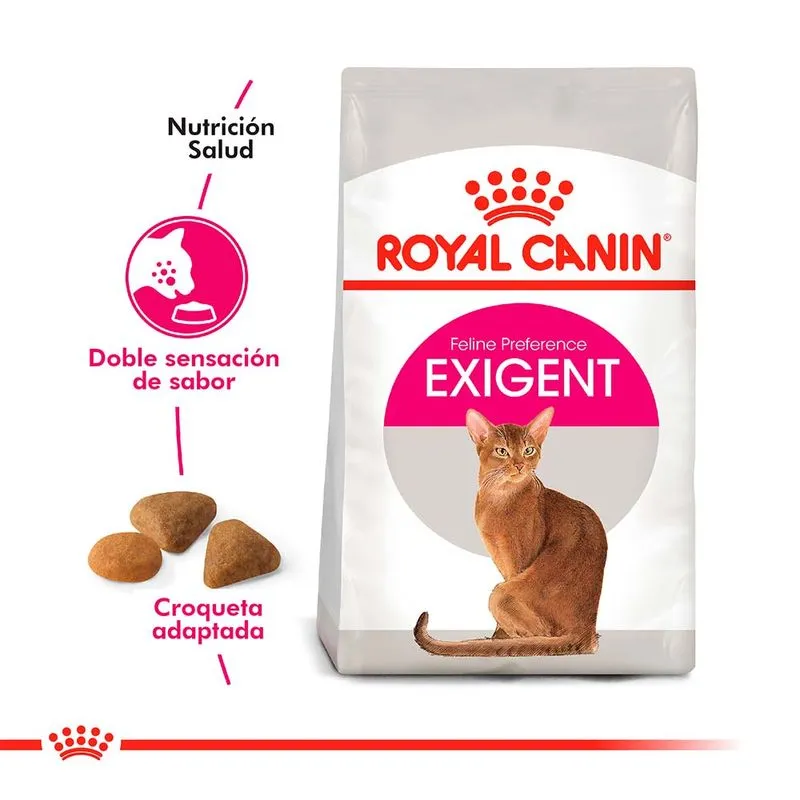 Nutrición
Salud
Doble sensación
de sabor
Croqueta
adaptada
ROYAL CANIN®
Feline Preference
EXIGENT